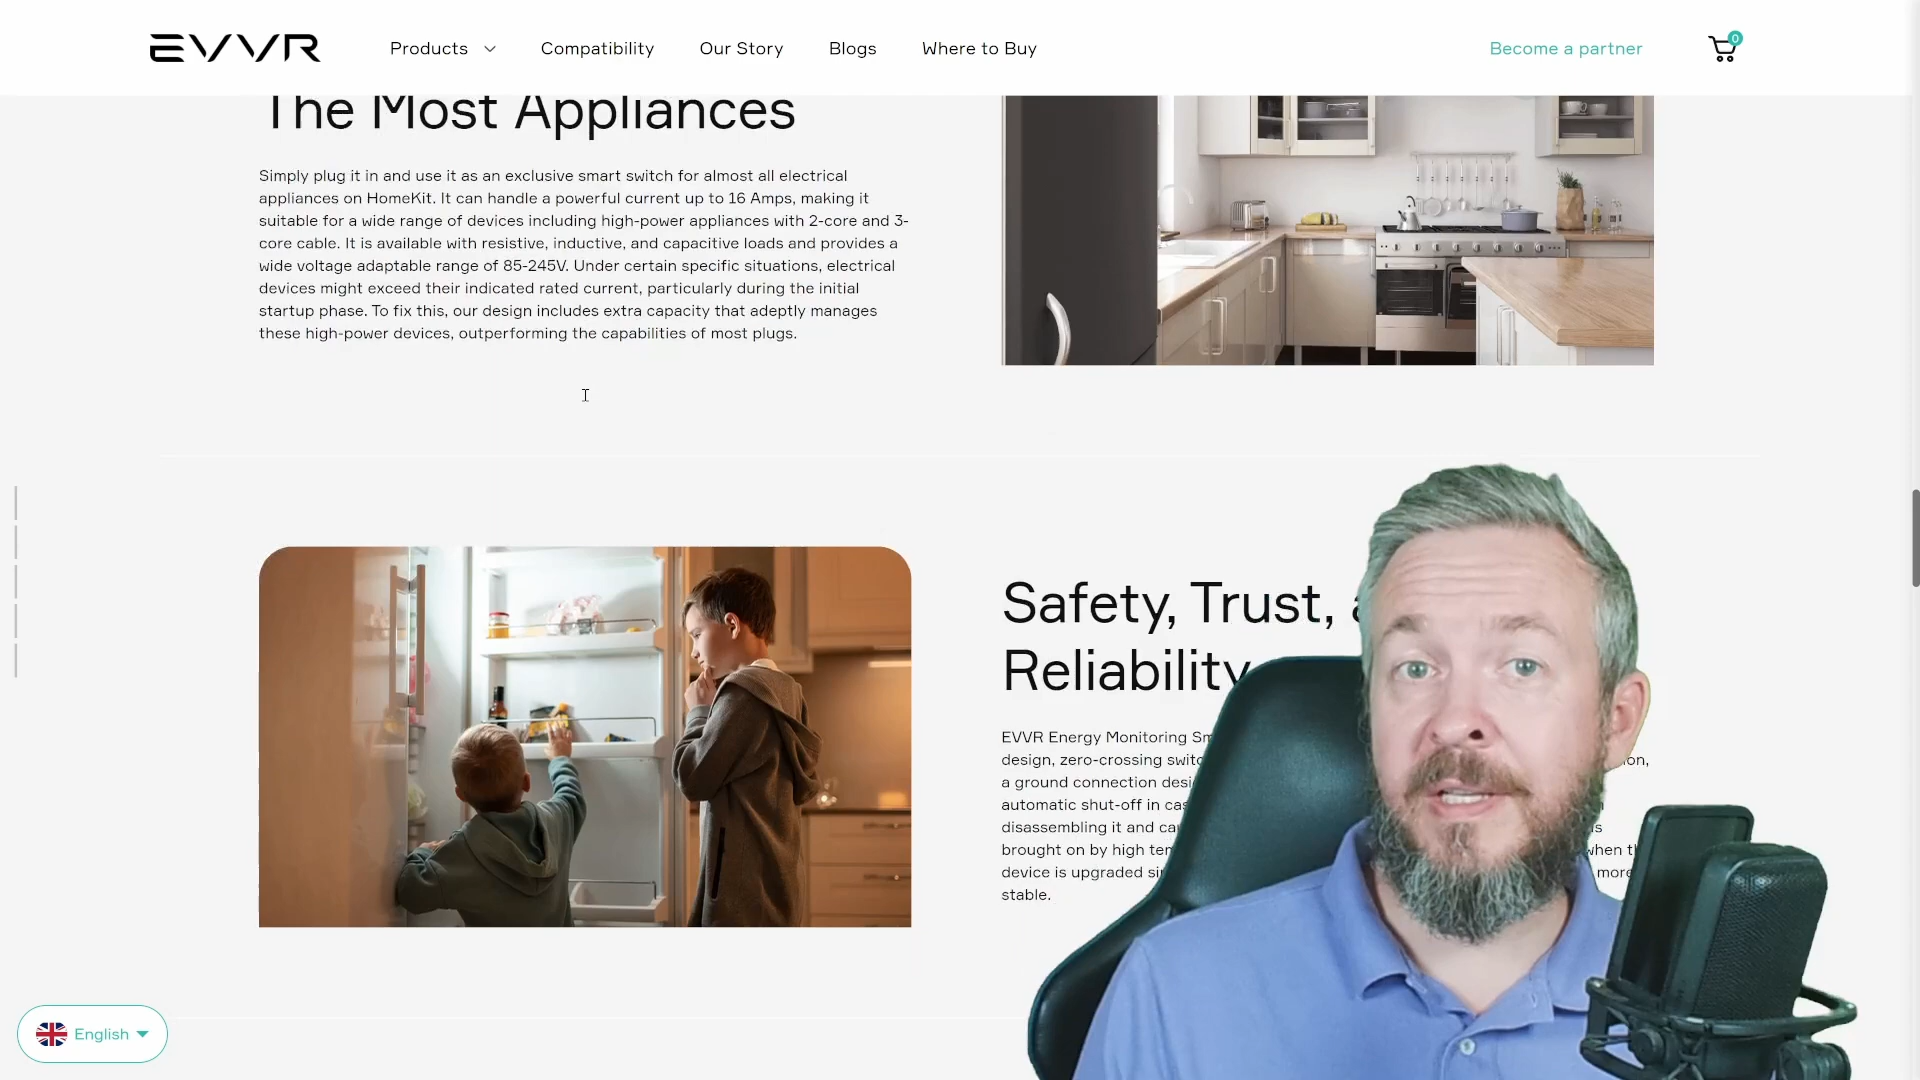 EVVR
Products
Compatibility
Our Story
Blogs
Where to Buy
Become a partner
0
The Most Appliances
Simply plug it in and use it as an exclusive smart switch for almost all electrical
appliances on HomeKit. It can handle a powerful current up to 16 Amps, making it
suitable for a wide range of devices including high-power appliances with 2-core and 3-
core cable. It is available with resistive, inductive, and capacitive loads and provides a
wide voltage adaptable range of 85-245V. Under certain specific situations, electrical
devices might exceed their indicated rated current, particularly during the initial
startup phase. To fix this, our design includes extra capacity that adeptly manages
these high-power devices, outperforming the capabilities of most plugs.
Safety, Trust,
Reliability
EVVR Energy Monitoring
design, zero-crossing
a ground connection
automatic shut-off in
disassembling it and
brought on by high when
device is upgraded more
stable.
English